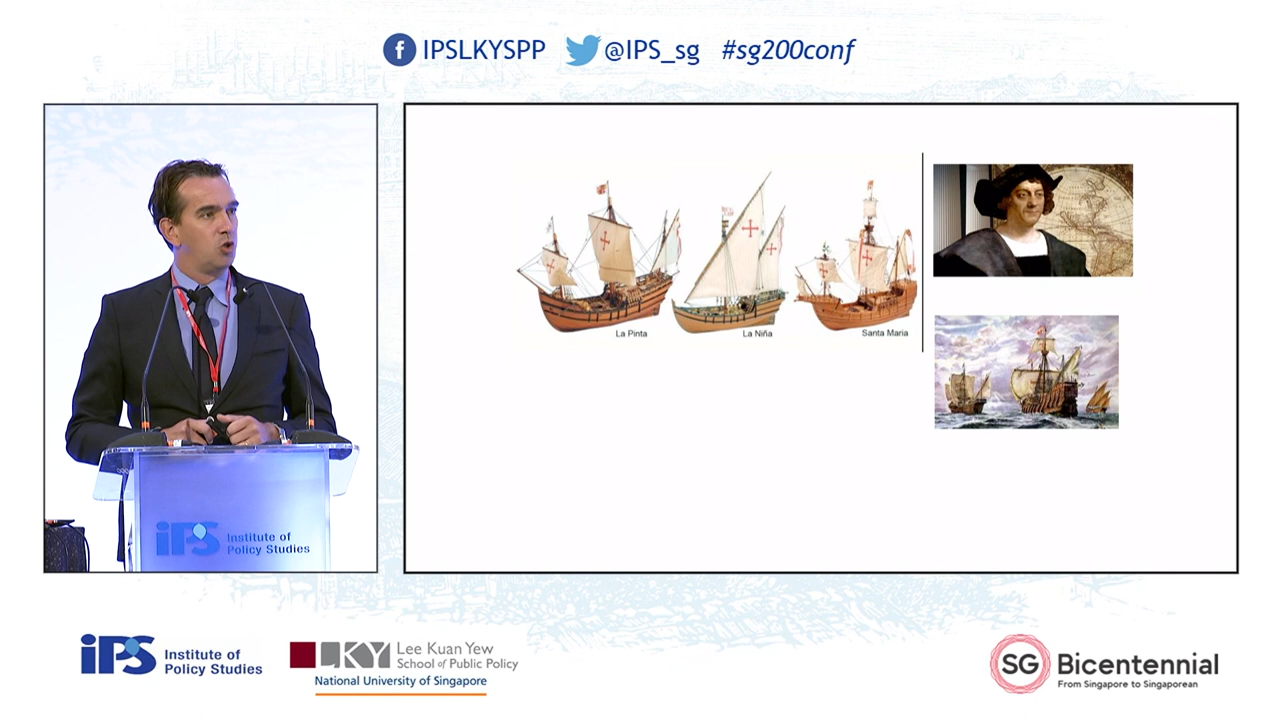 IPSLKYSPP @IPS_sg #sg200conf
La Pinta
La Niña
Santa Maria
iPS Institute of
Policy Studies
iPS Institute of
Policy Studies
LKY Lee Kuan Yew
School of Public Policy
National University of Singapore
SG Bicentennial
From Singapore to Singaporean